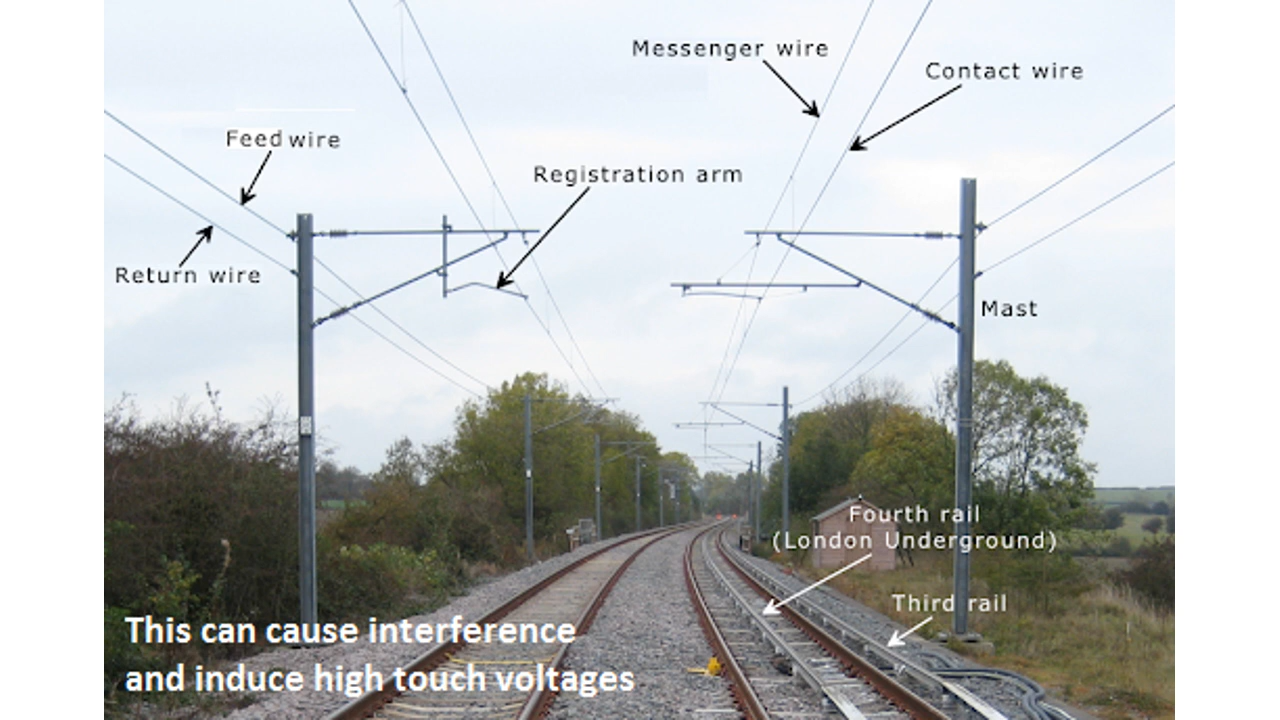 Messenger wire
Contact wire
Feed wire
Registration arm
Return wire
Mast
Fourth rail
(London Underground)
Third rail
This can cause interference
and induce high touch voltages